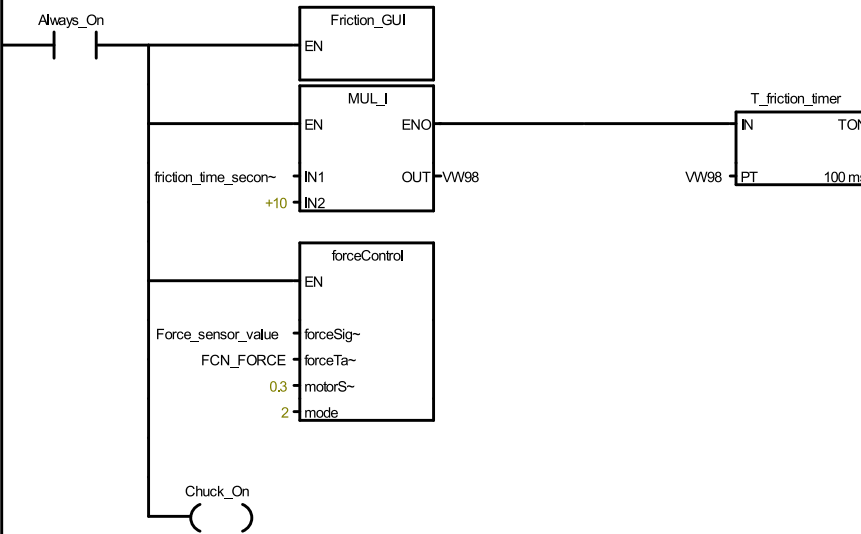 Always_On
Friction_GUI
EN
MUL_I
EN ENO
friction_time_secon~ IN1 OUT VW98
+10 IN2
T_friction_timer
IN TON
VW98 PT 100 ms
forceControl
EN
Force_sensor_value forceSig~
FCN_FORCE forceTa~
0.3 motorS~
2 mode
Chuck_On